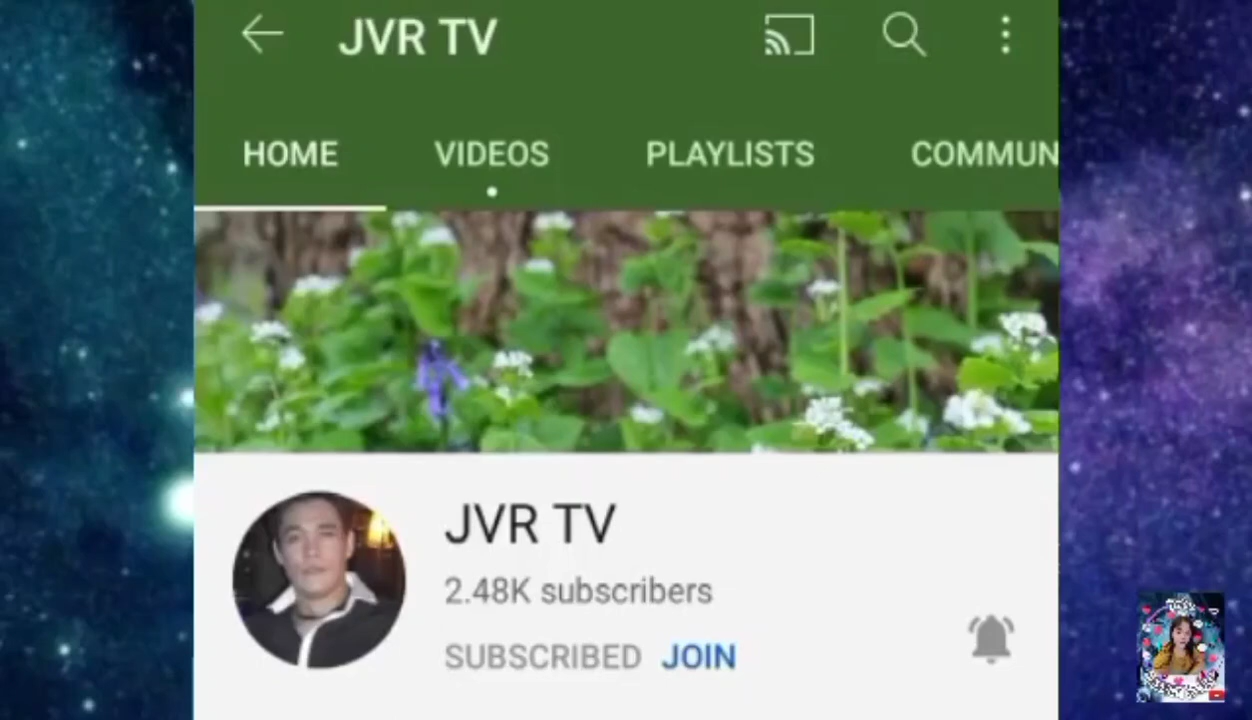 JVR TV
HOME VIDEOS PLAYLISTS COMMUN
JVR TV
2.48K subscribers
SUBSCRIBED JOIN